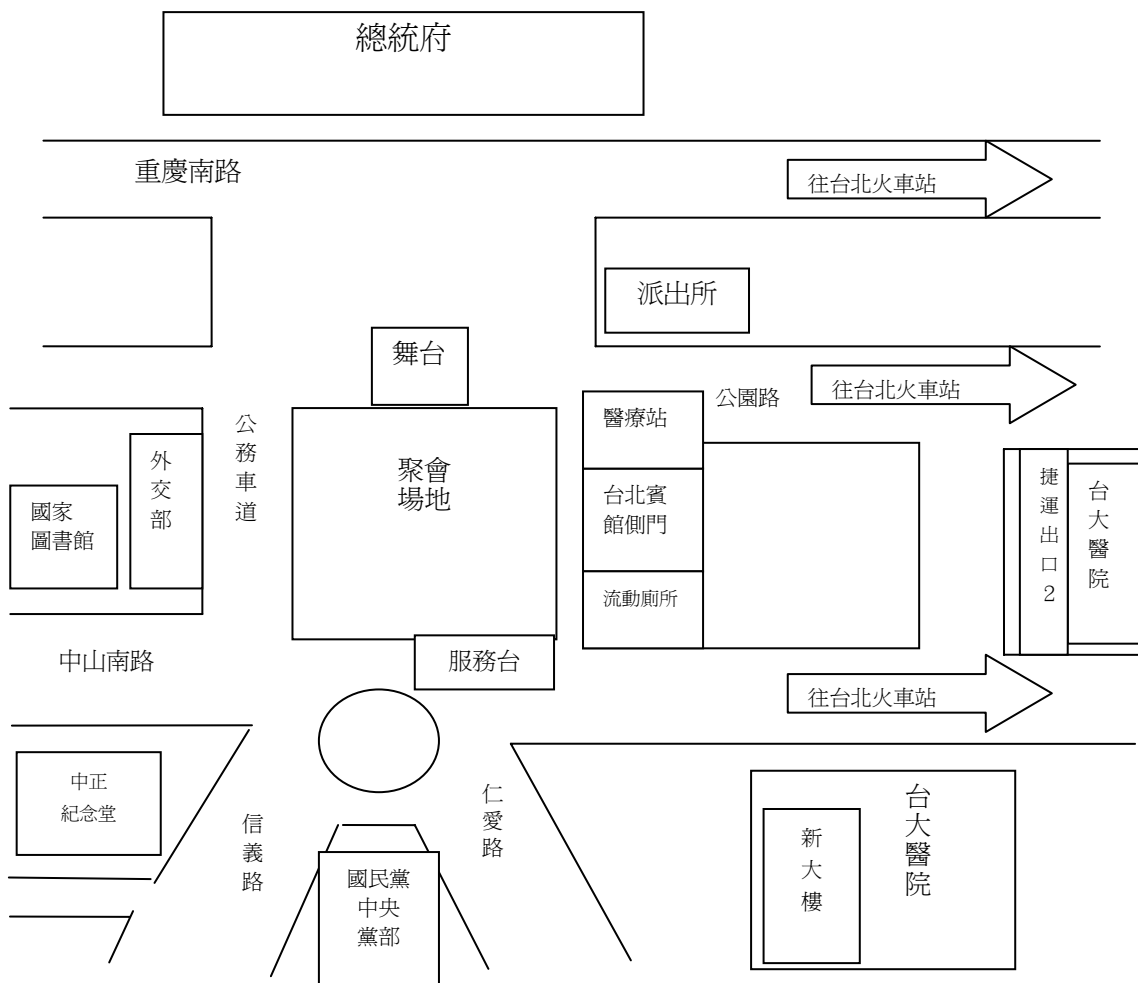 總統府
重慶南路
往台北火車站
派出所
舞台
公園路
往台北火車站
公務車道
外交部
國家
圖書館
聚會
場地
醫療站
台北賓
館側門
流動廁所
捷運出口2
台大醫院
中山南路
服務台
往台北火車站
中正
紀念堂
信義路
仁愛路
國民黨
中央
黨部
新大樓
台大醫院